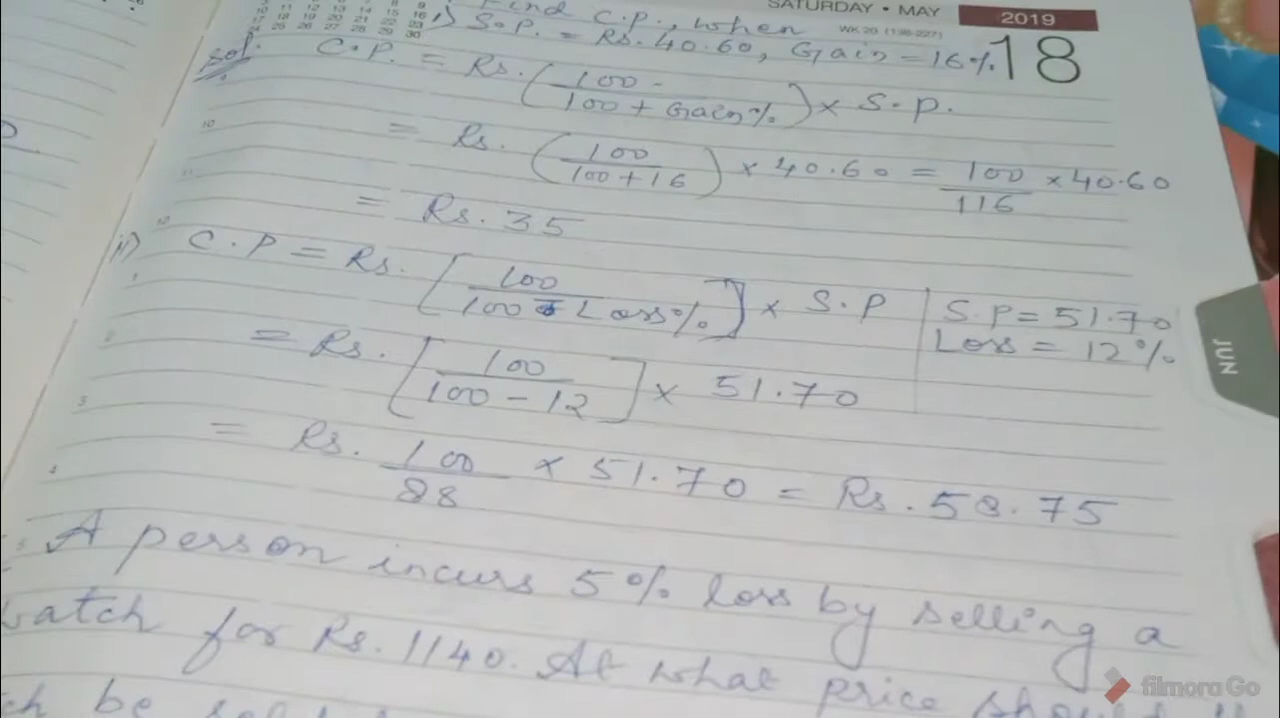 SATURDAY • MAY 2019
WK 20 (138-227)
18
Find C.P., when
i) S.P. = Rs. 40.60, Gain = 16%
Sol. C.P. = Rs. (100 / 100 + Gain%) × S.P.
= Rs. (100 / 100 + 16) × 40.60 = 100 / 116 × 40.60
= Rs. 35
ii) C.P = Rs. [100 / 100 - Loss%] × S.P
S.P = 51.70
Loss = 12%
= Rs. [100 / 100 - 12] × 51.70
= Rs. 100 / 88 × 51.70 = Rs. 58.75
A person incurs 5% loss by selling a
watch for Rs. 1140. At what price should
be
JUN
filmora Go